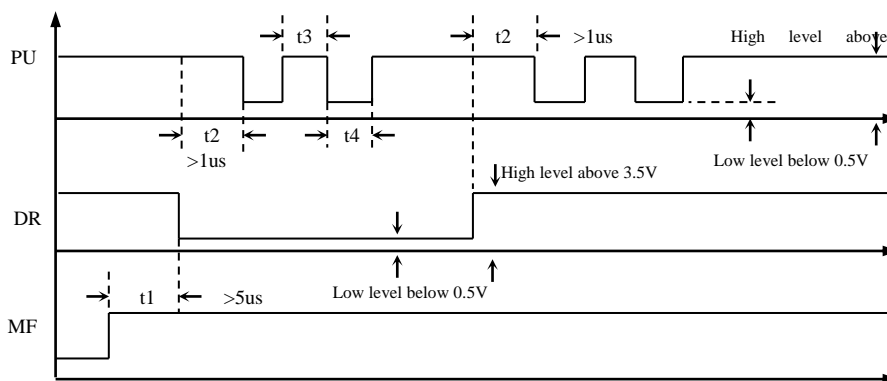 t3
t2
>1us
High level above
PU
t2
t4
>1us
Low level below 0.5V
High level above 3.5V
DR
t1
>5us
Low level below 0.5V
MF